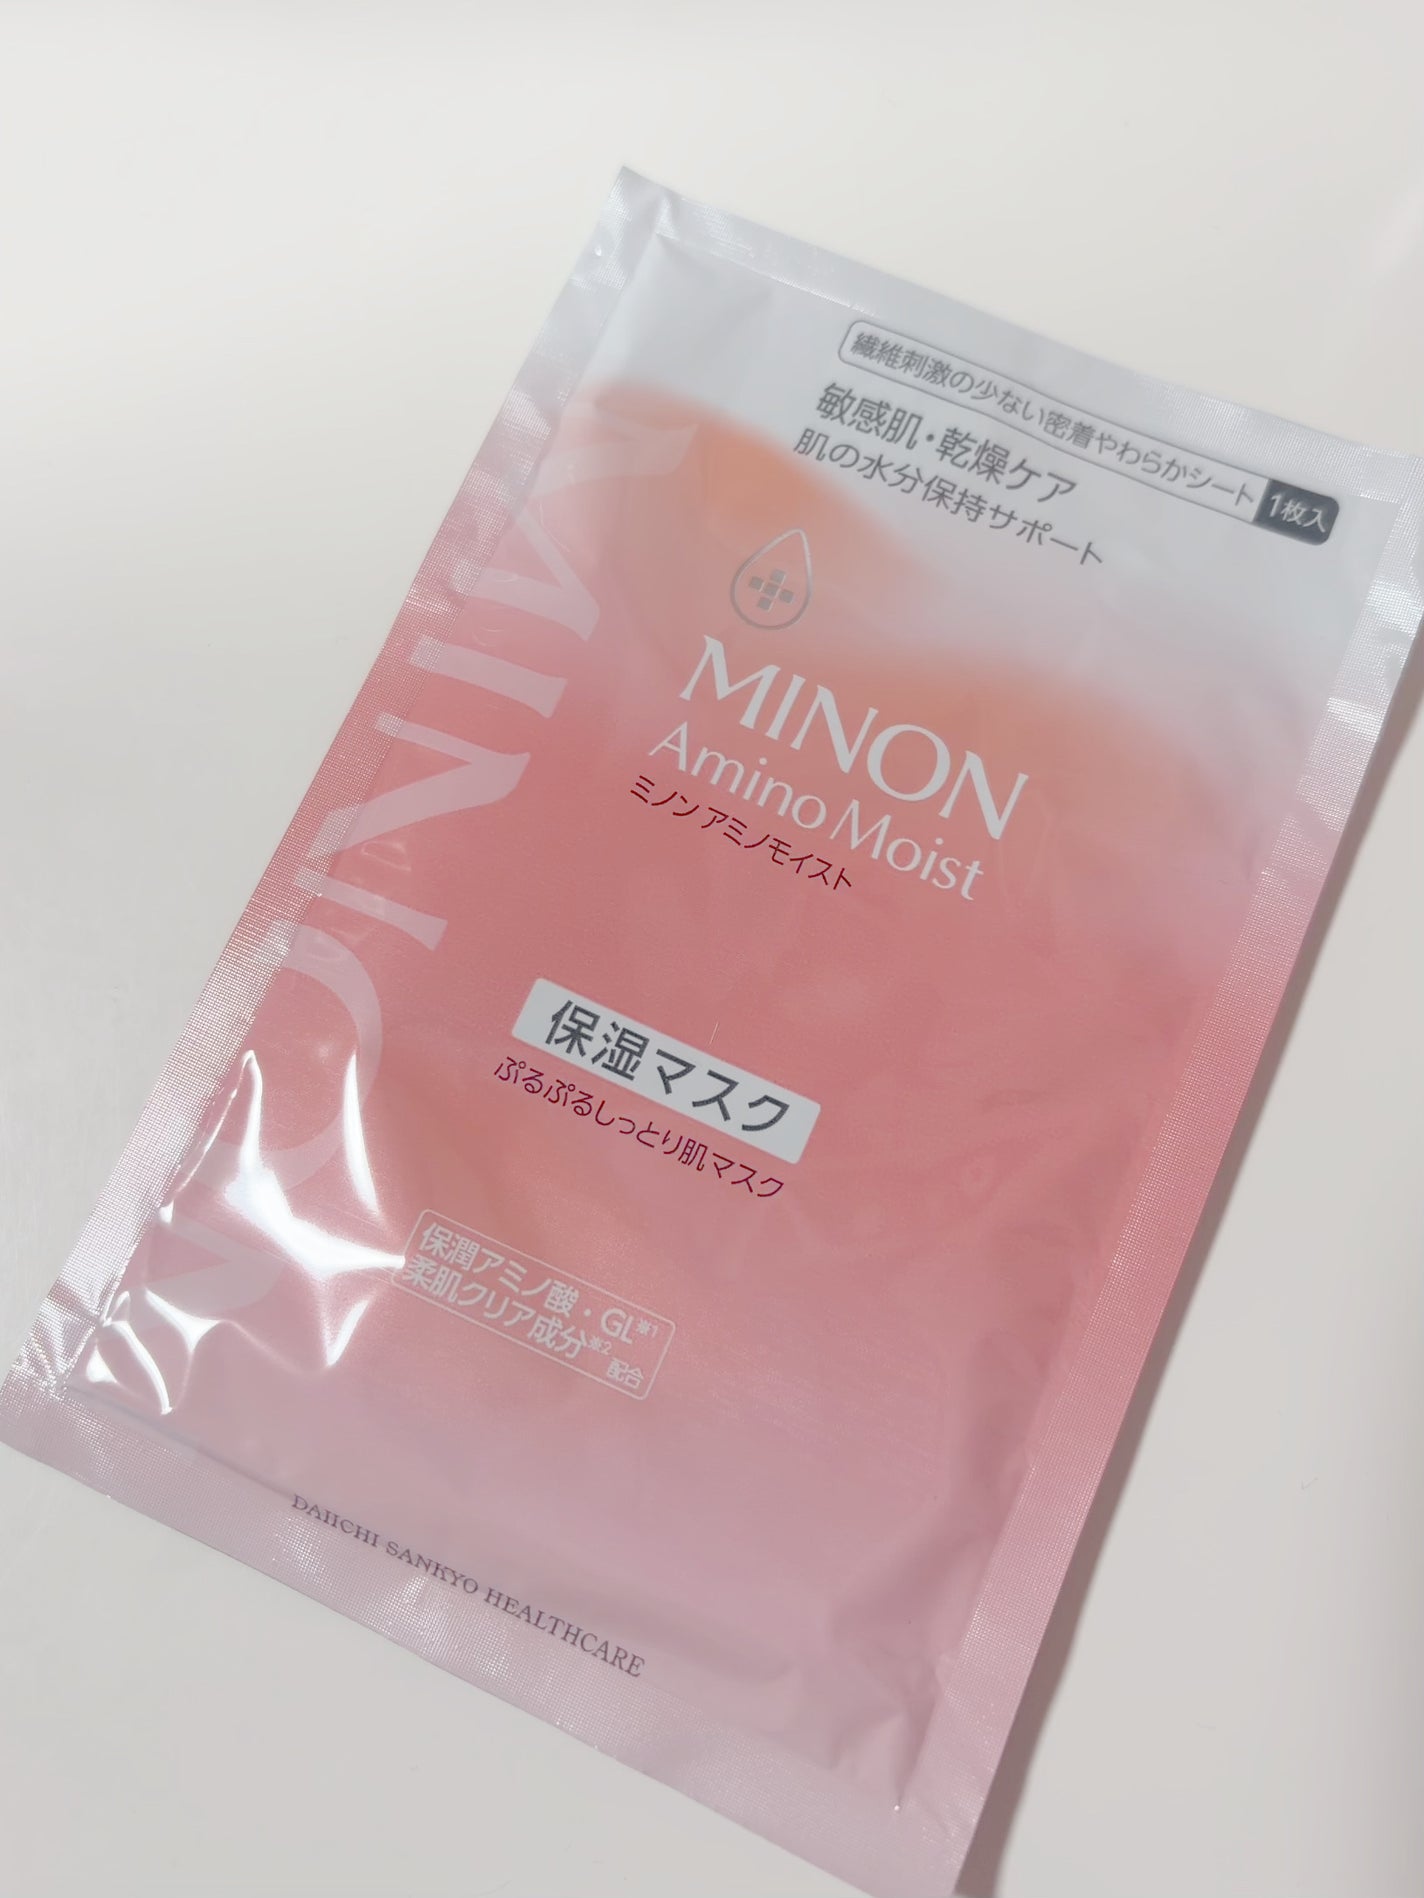 繊維刺激の少ない密着やわらかシート 1枚入
敏感肌・乾燥ケア
肌の水分保持サポート
MINON
MINON
Amino Moist
ミノン アミノモイスト
保湿マスク
ぷるぷるしっとり肌マスク
保潤アミノ酸・GL※1
柔肌クリア成分※2 配合
DAIICHI SANKYO HEALTHCARE